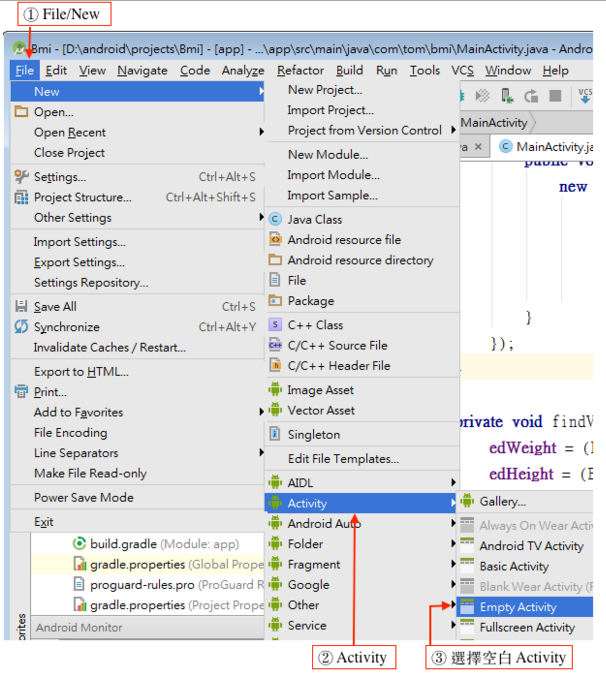 ① File/New
Bmi - [D:\android\projects\Bmi] - [app] - ...\app\src\main\java\com\tom\bmi\MainActivity.java - Andro
File Edit View Navigate Code Analyze Refactor Build Run Tools VCS Window Help
New
Open...
Open Recent
Close Project
Settings... Ctrl+Alt+S
Project Structure... Ctrl+Alt+Shift+S
Other Settings
Import Settings...
Export Settings...
Settings Repository...
Save All Ctrl+S
Synchronize Ctrl+Alt+Y
Invalidate Caches / Restart...
Export to HTML...
Print...
Add to Favorites
File Encoding
Line Separators
Make File Read-only
Power Save Mode
Exit
New Project...
Import Project...
Project from Version Control
New Module...
Import Module...
Import Sample...
Java Class
Android resource file
Android resource directory
File
Package
C++ Class
C/C++ Source File
C/C++ Header File
Image Asset
Vector Asset
Singleton
Edit File Templates...
AIDL
Activity
Android Auto
Folder
Fragment
Google
Other
Service
Gallery...
Always On Wear Activ
Android TV Activity
Basic Activity
Blank Wear Activity (R
Empty Activity
Fullscreen Activity
VCS
MainActivity
va
MainActivity.ja
public vo
new
}
});
private void findV
edWeight = (
edHeight = (E
build.gradle (Module: app)
gradle.properties (Global Prope
proguard-rules.pro (ProGuard R
gradle.properties (Project Prope
Android Monitor
orites
② Activity
③ 選擇空白 Activity